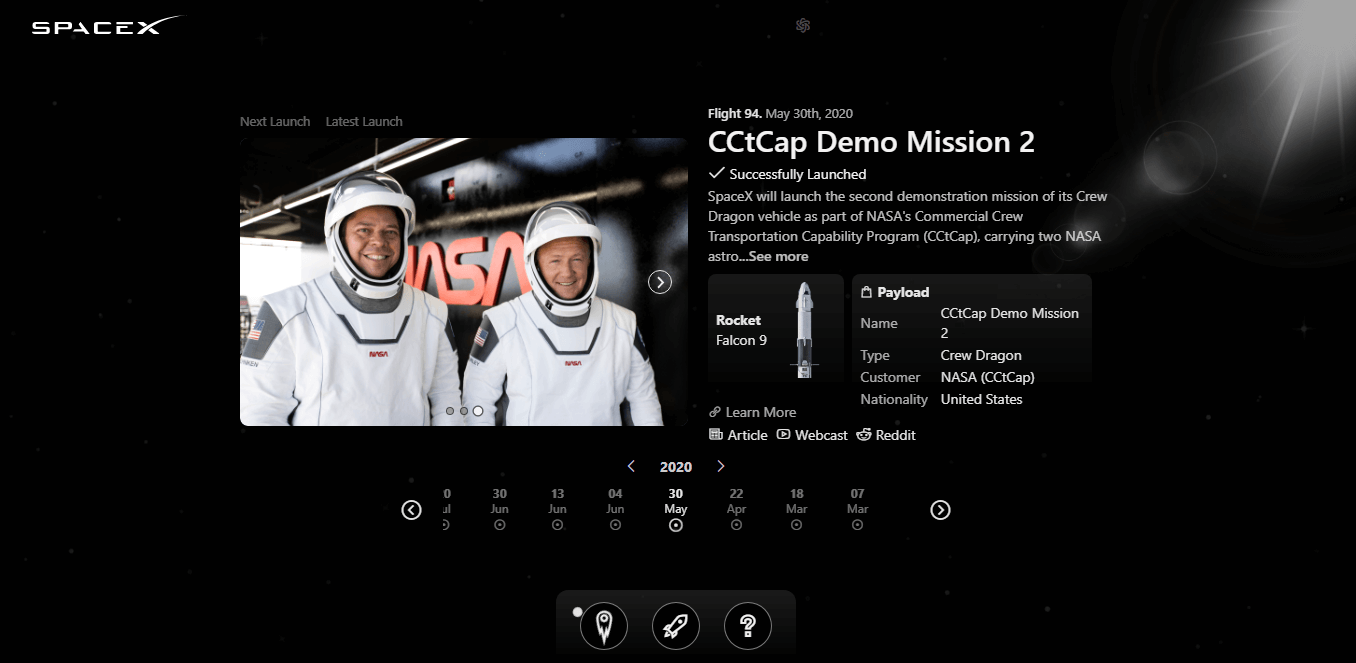 SPACEX
Next Launch Latest Launch
NASA
NASA
NASA
Flight 94. May 30th, 2020
CCtCap Demo Mission 2
Successfully Launched
SpaceX will launch the second demonstration mission of its Crew
Dragon vehicle as part of NASA's Commercial Crew
Transportation Capability Program (CCtCap), carrying two NASA
astro...See more
Rocket
Falcon 9
Payload
Name CCtCap Demo Mission
2
Type Crew Dragon
Customer NASA (CCtCap)
Nationality United States
Learn More
Article Webcast Reddit
2020
30 13 04 30 22 18 07
Jun Jun Jun May Apr Mar Mar
?